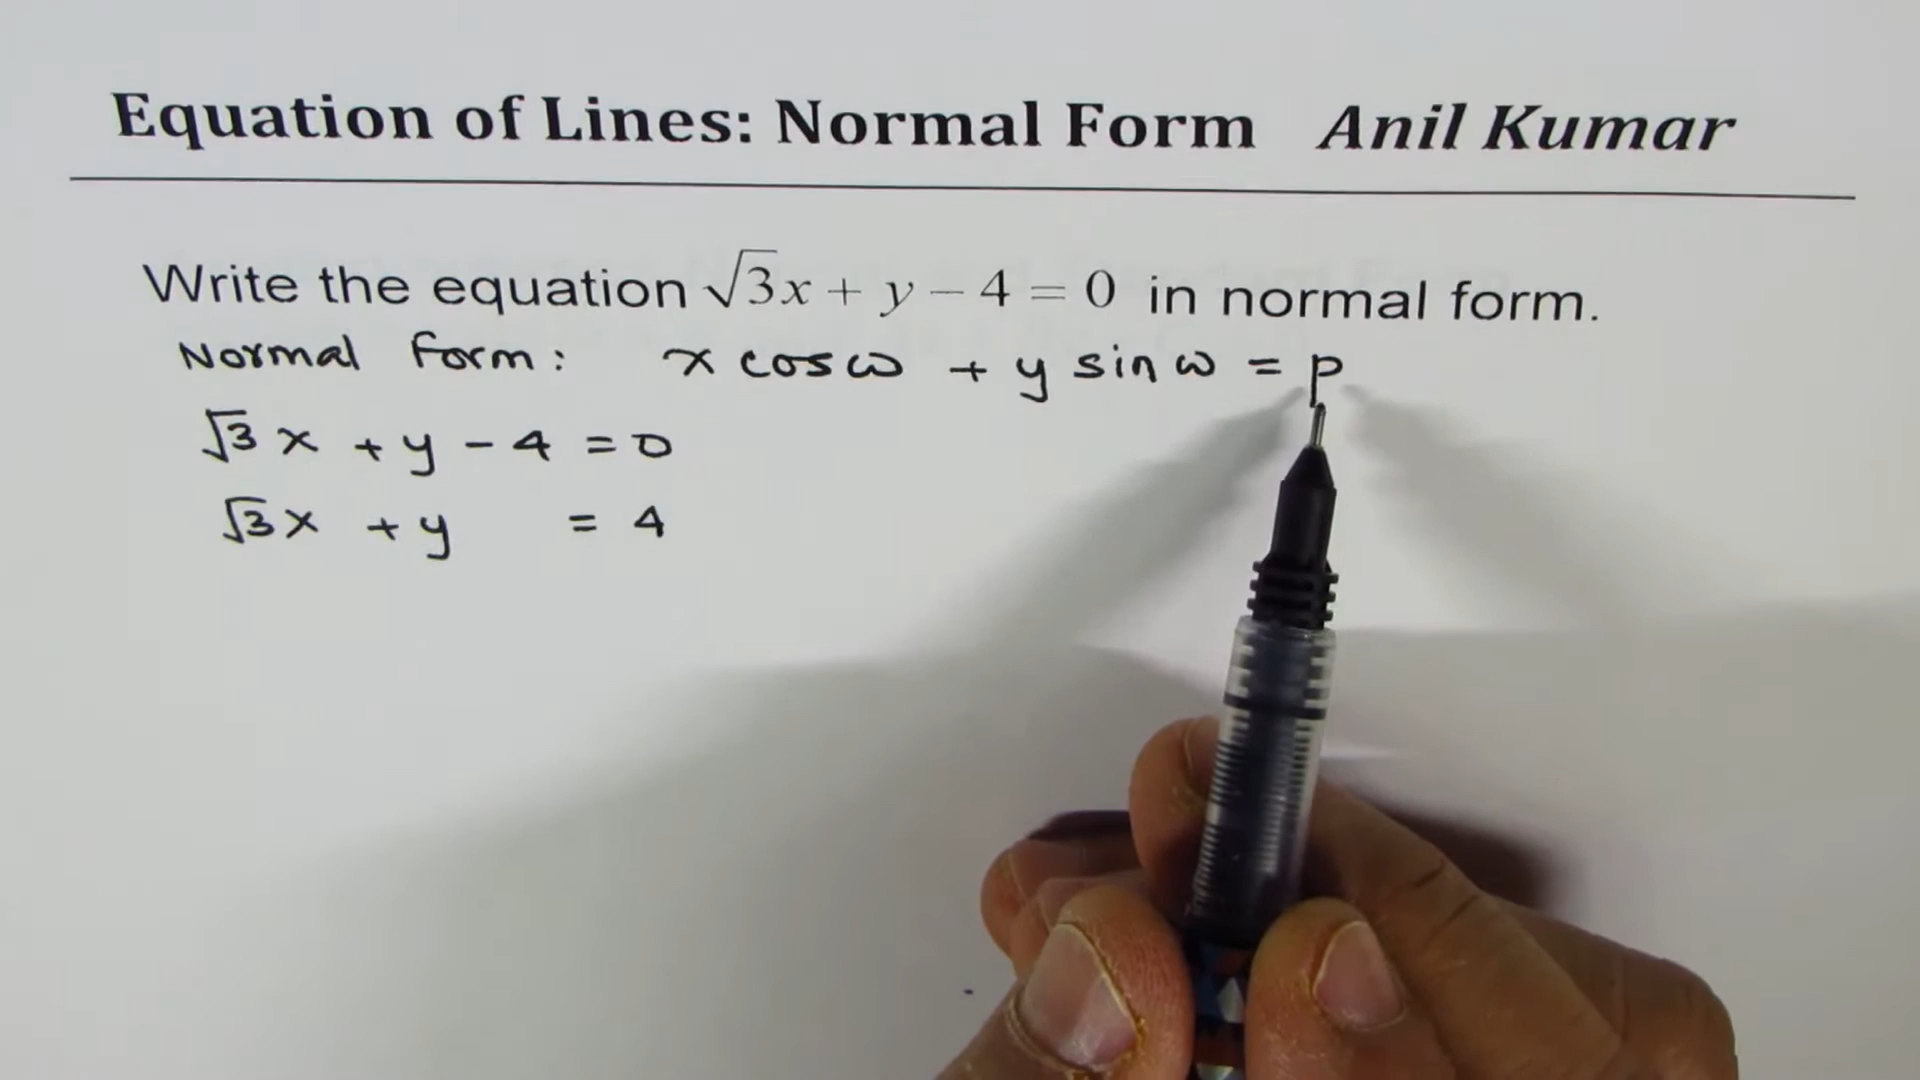 Equation of Lines: Normal Form Anil Kumar
Write the equation √3x + y − 4 = 0 in normal form.
Normal Form: x cos ω + y sin ω = p
√3 x + y - 4 = 0
√3 x + y = 4